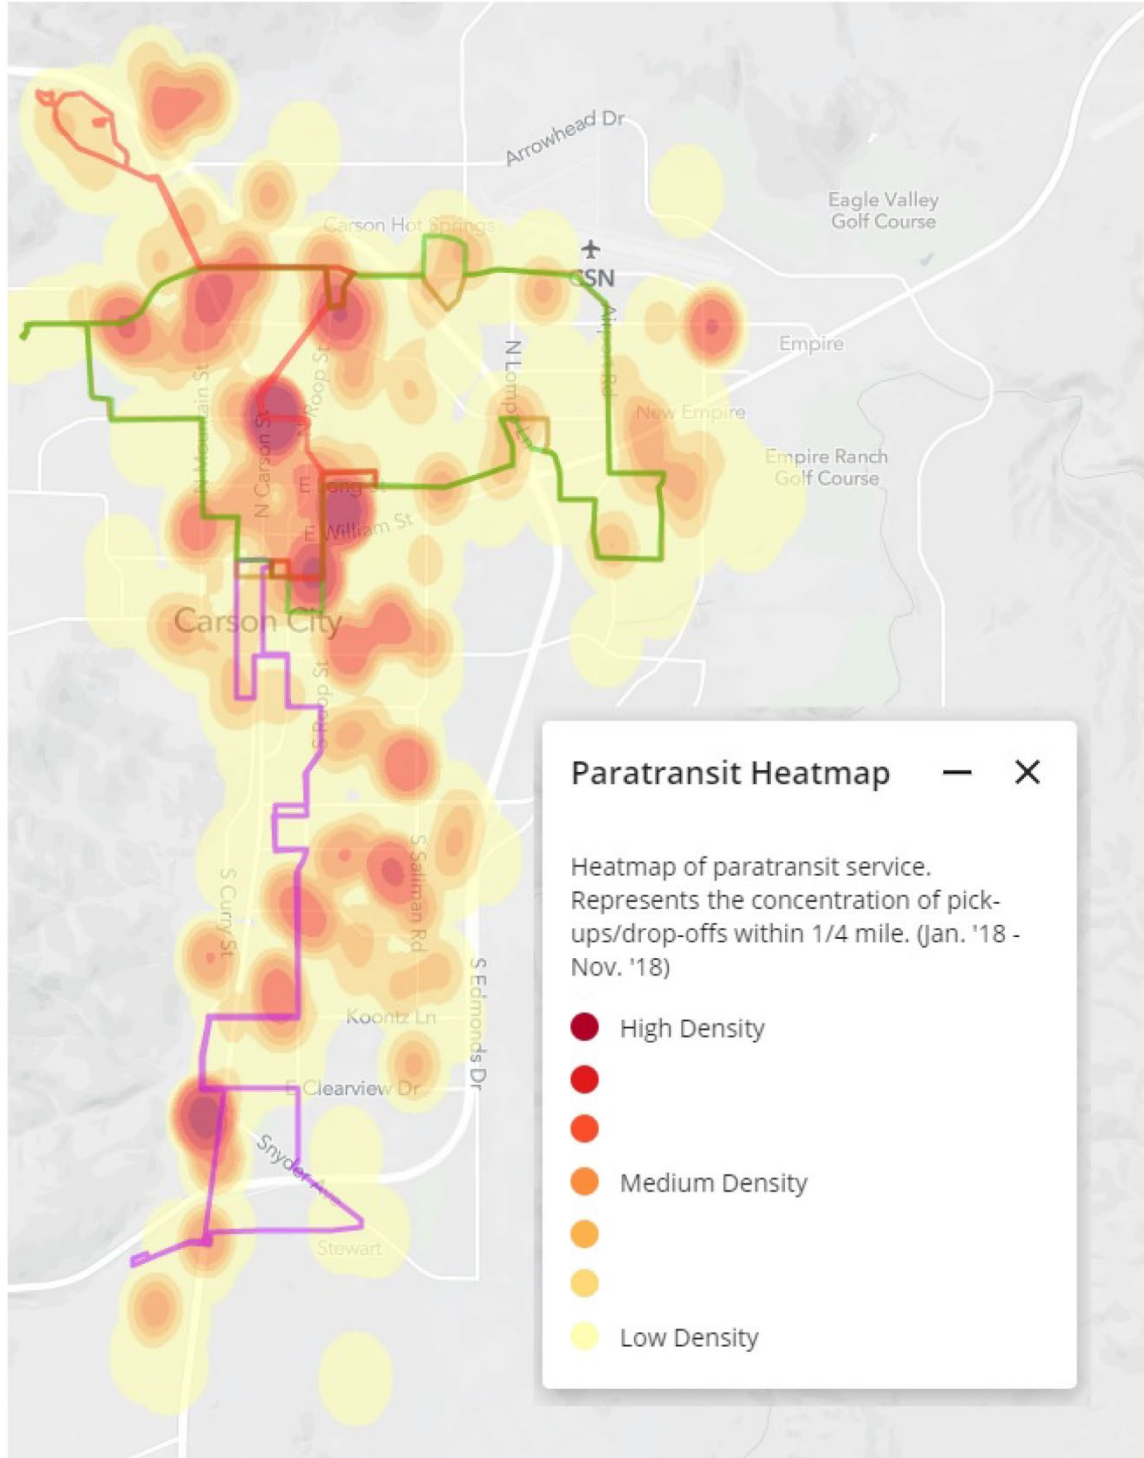 Arrowhead Dr
Eagle Valley
Golf Course
Carson Hot Springs
CSN
Airport Rd
Empire
N Mountain St
N Carson St
N Roop St
New Empire
Empire Ranch
Golf Course
E Long St
E William St
Carson City
S Roop St
S Saliman Rd
S Curry St
S Edmonds Dr
Koontz Ln
E Clearview Dr
Snyder Ave
Stewart
Paratransit Heatmap
Heatmap of paratransit service.
Represents the concentration of pick-
ups/drop-offs within 1/4 mile. (Jan. '18 -
Nov. '18)
High Density
Medium Density
Low Density